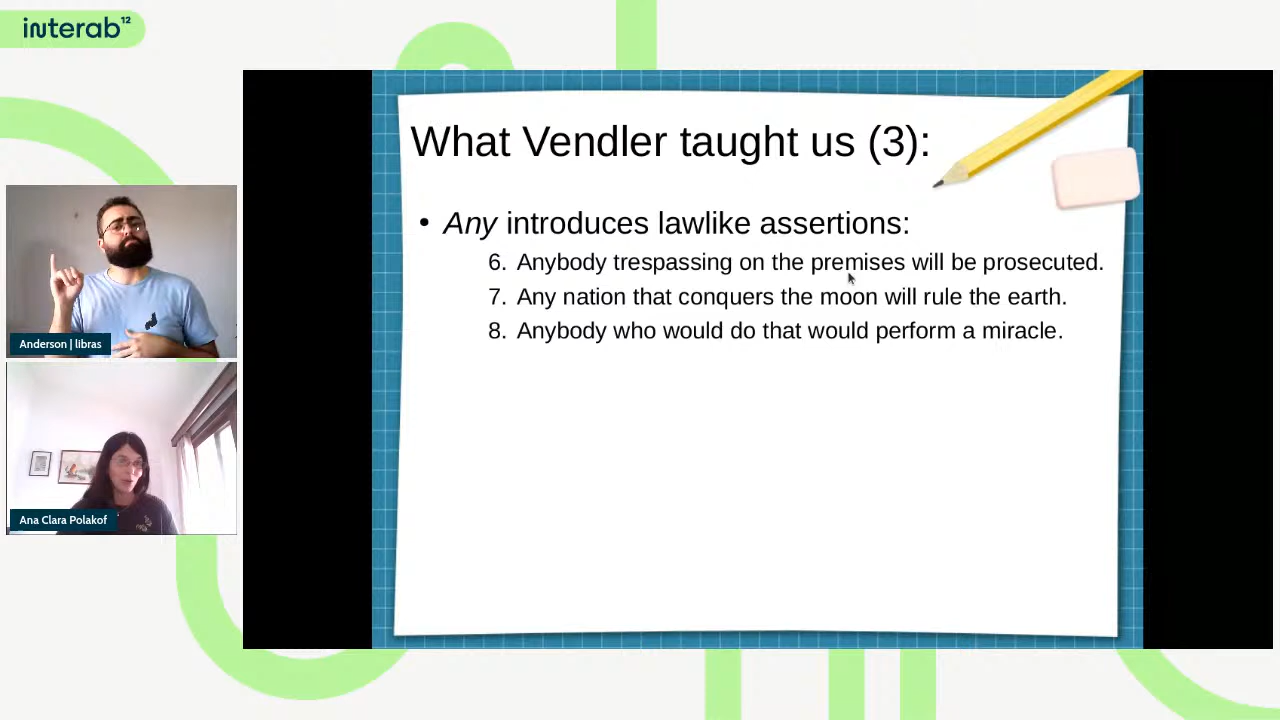 interab¹²
What Vendler taught us (3):
• Any introduces lawlike assertions:
6. Anybody trespassing on the premises will be prosecuted.
7. Any nation that conquers the moon will rule the earth.
8. Anybody who would do that would perform a miracle.
Anderson | libras
Ana Clara Polakof